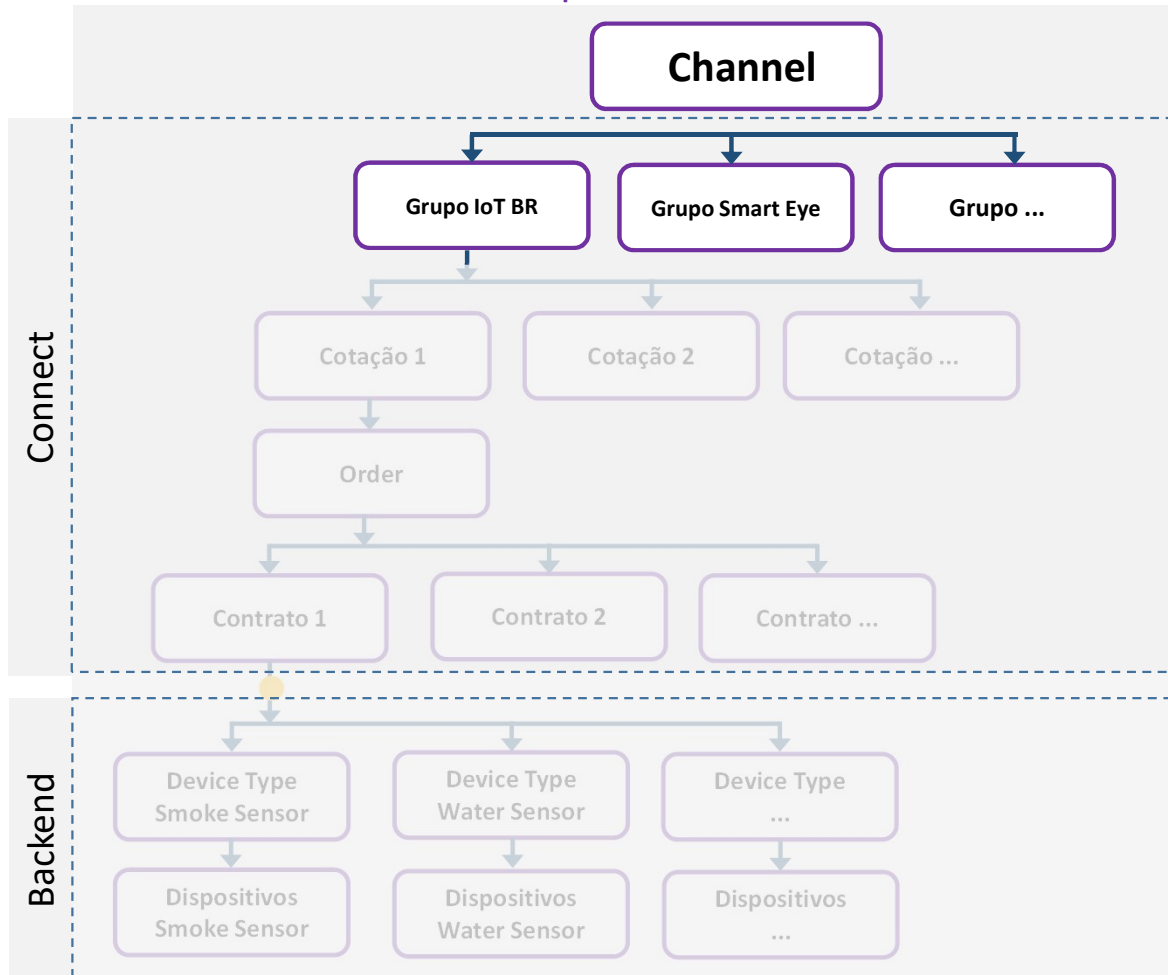 Channel
Connect
Grupo IoT BR
Grupo Smart Eye
Grupo ...
Cotação 1
Cotação 2
Cotação ...
Order
Contrato 1
Contrato 2
Contrato ...
Backend
Device Type
Smoke Sensor
Device Type
Water Sensor
Device Type
...
Dispositivos
Smoke Sensor
Dispositivos
Water Sensor
Dispositivos
...